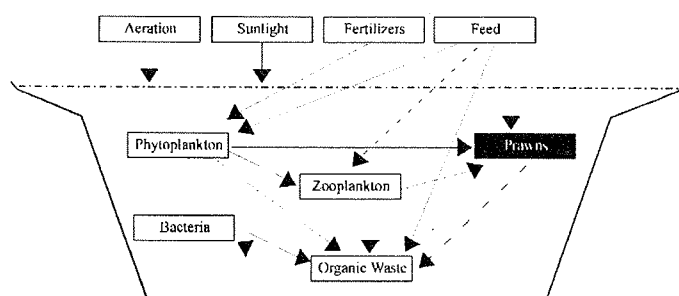 Aeration Sunlight Fertilizers Feed
Phytoplankton Prawns
Zooplankton
Bacteria
Organic Waste